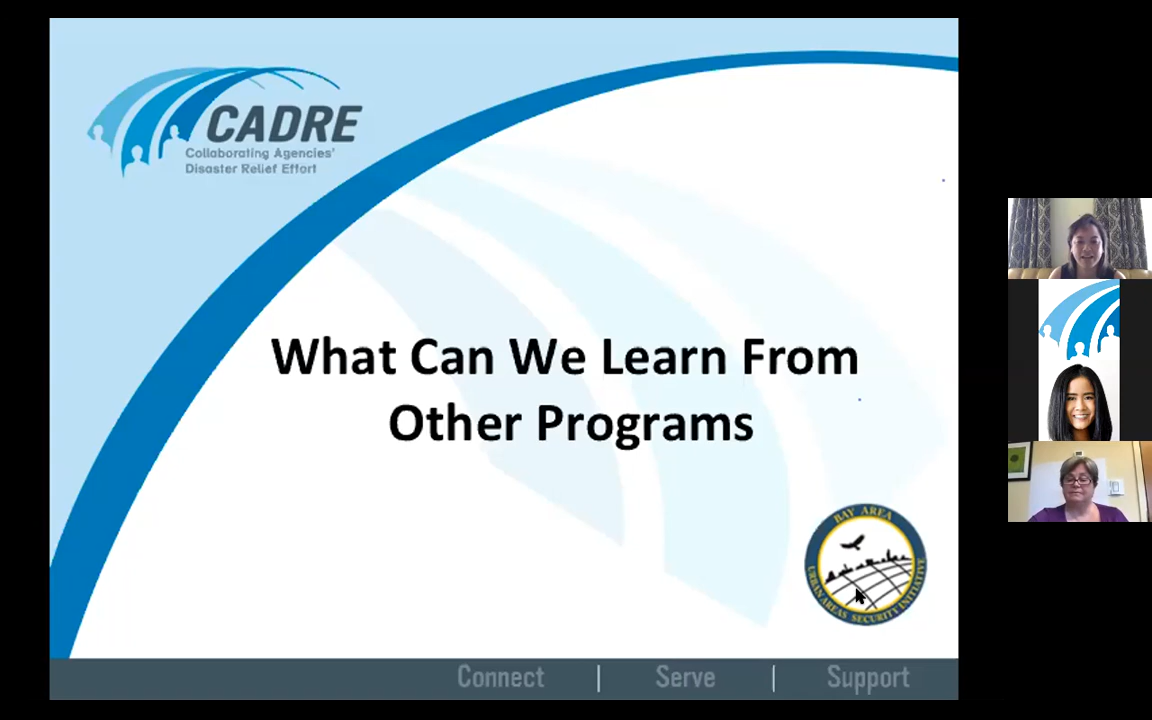 CADRE
Collaborating Agencies'
Disaster Relief Effort
What Can We Learn From
Other Programs
BAY AREA
URBAN AREAS SECURITY INITIATIVE
Connect | Serve | Support